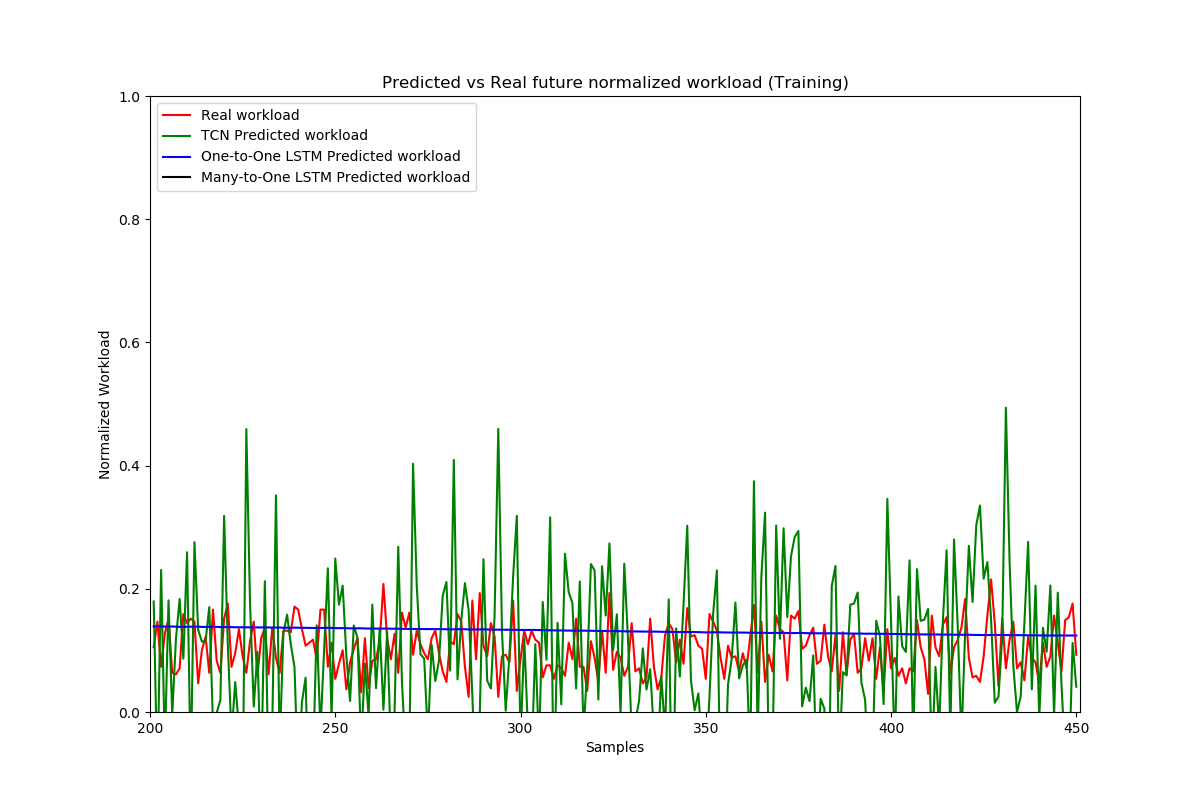 Predicted vs Real future normalized workload (Training)
1.0
Real workload
TCN Predicted workload
One-to-One LSTM Predicted workload
Many-to-One LSTM Predicted workload
0.8
0.6
Normalized Workload
0.4
0.2
0.0
200 250 300 350 400 450
Samples